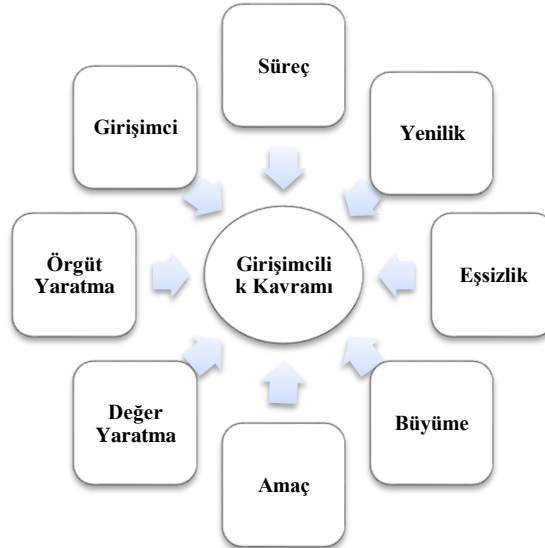 Süreç
Girişimci
Yenilik
Örgüt
Yaratma
Girişimcili
k Kavramı
Eşsizlik
Değer
Yaratma
Büyüme
Amaç